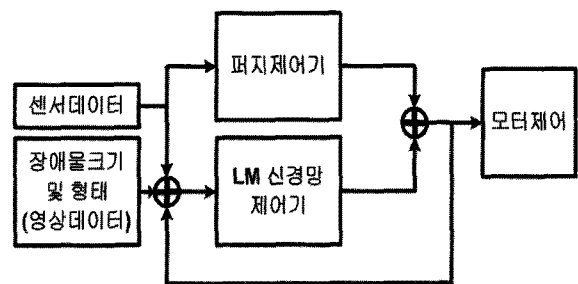 퍼지제어기
센서데이터
모터제어
장애물크기
및 형태
(영상데이터)
LM 신경망
제어기